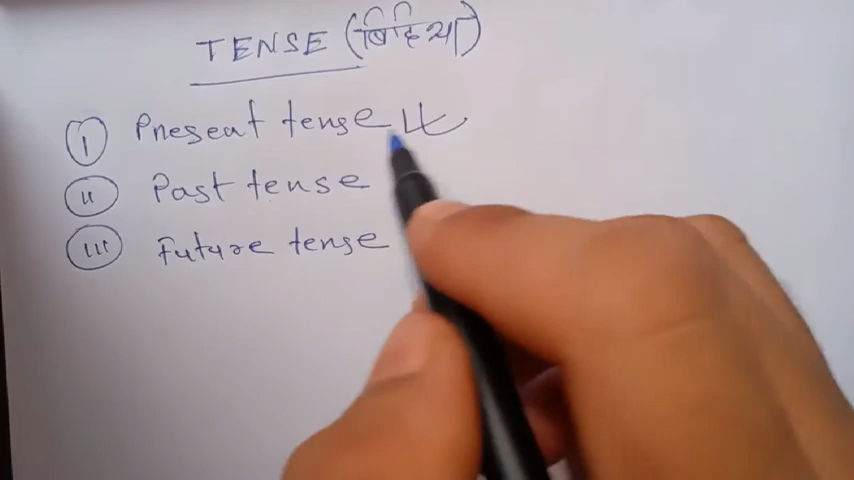 TENSE
I Present tense
II Past tense
III Future tense